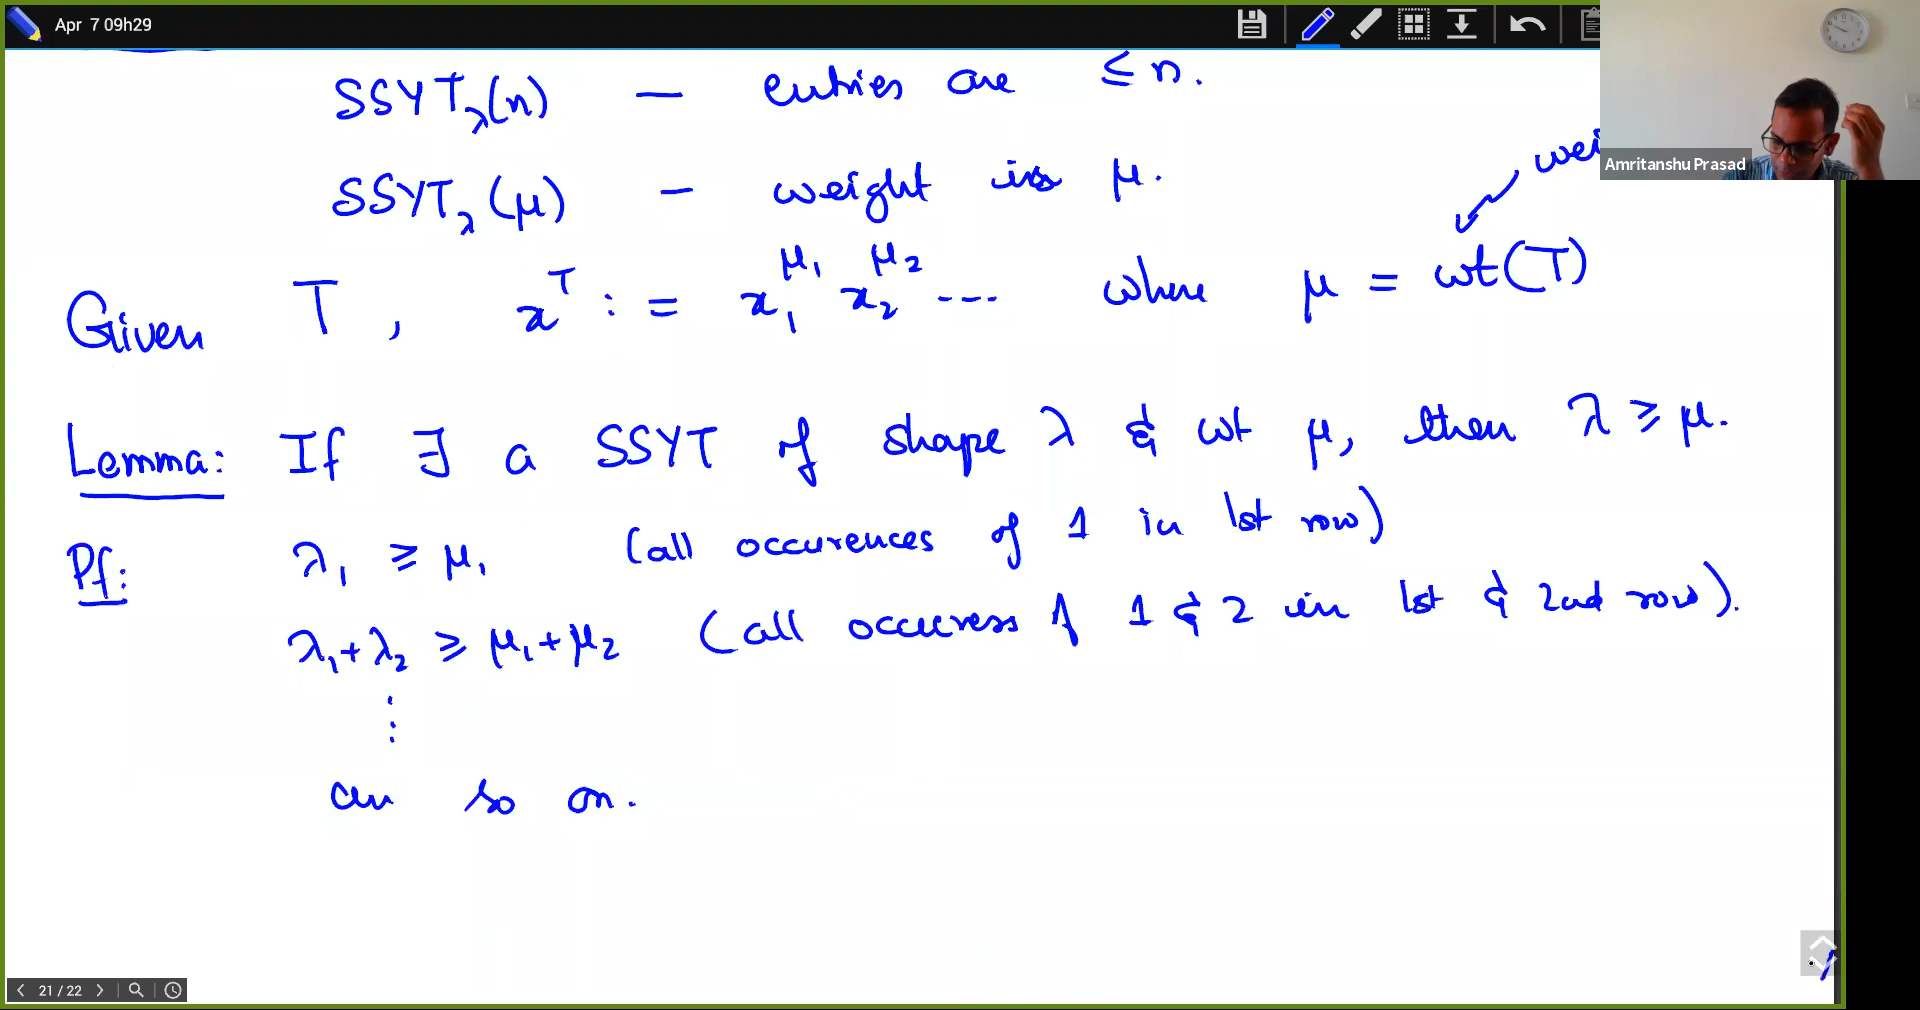 Apr 7 09h29
SSYT_λ(n) — entries are ≤ n.
SSYT_λ(μ) — weight is μ.
wei
Amritanshu Prasad
Given T, x^T := x_1^{μ_1} x_2^{μ_2} --- where μ = wt(T)
Lemma: If ∃ a SSYT of shape λ & wt μ, then λ ≥ μ.
Pf: λ_1 ≥ μ_1 (all occurences of 1 in 1st row)
λ_1+λ_2 ≥ μ_1+μ_2 (all occuress of 1 & 2 in 1st & 2nd row).
⋮
an so on.
21 / 22